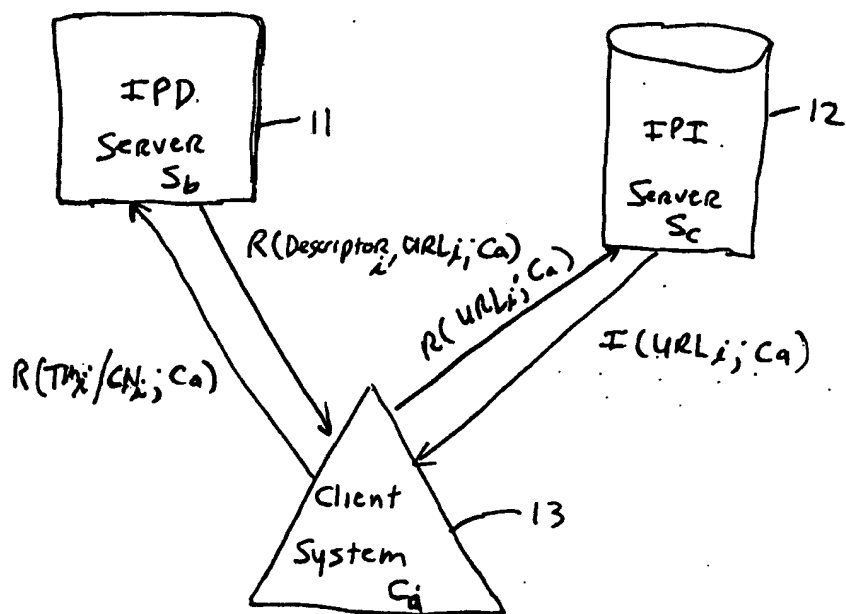 IPD.
SERVER
Sb
11
IPI
SERVER
Sc
12
R(Descriptor i, URL i; Ca)
R(URL i; Ca)
I(URL i; Ca)
R(TM i/CN i; Ca)
Client
System
Ca
13